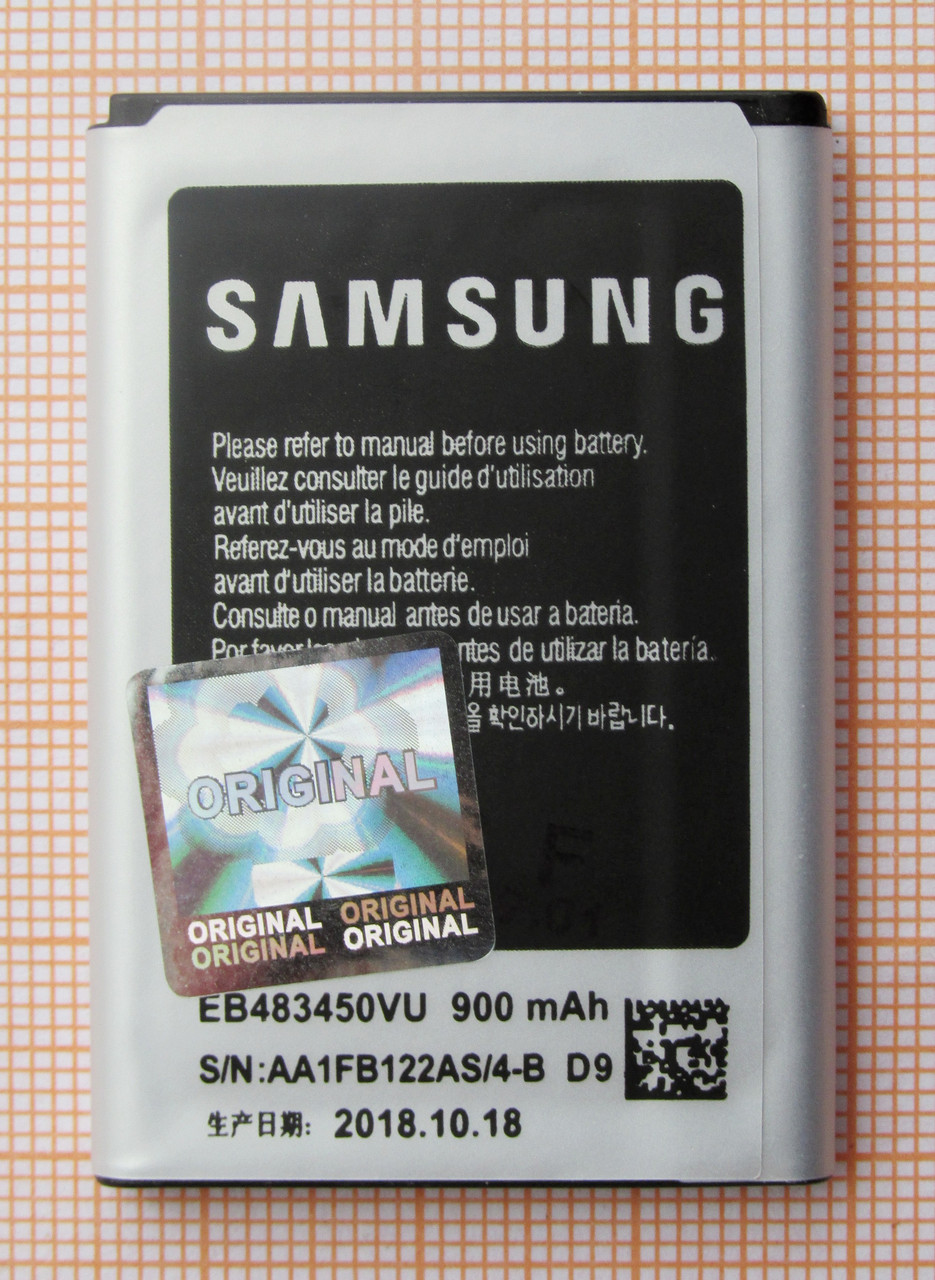 SAMSUNG
Please refer to manual before using battery.
Veuillez consulter le guide d'utilisation
avant d'utiliser la pile.
Referez-vous au mode d'emploi
avant d'utiliser la batterie.
Consulte o manual antes de usar a bateria.
Por favor de utilizar la batería.
用电池。
확인하시기 바랍니다.
ORIGINAL
ORIGINAL ORIGINAL
ORIGINAL ORIGINAL
EB483450VU 900 mAh
S/N:AA1FB122AS/4-B D9
生产日期: 2018.10.18